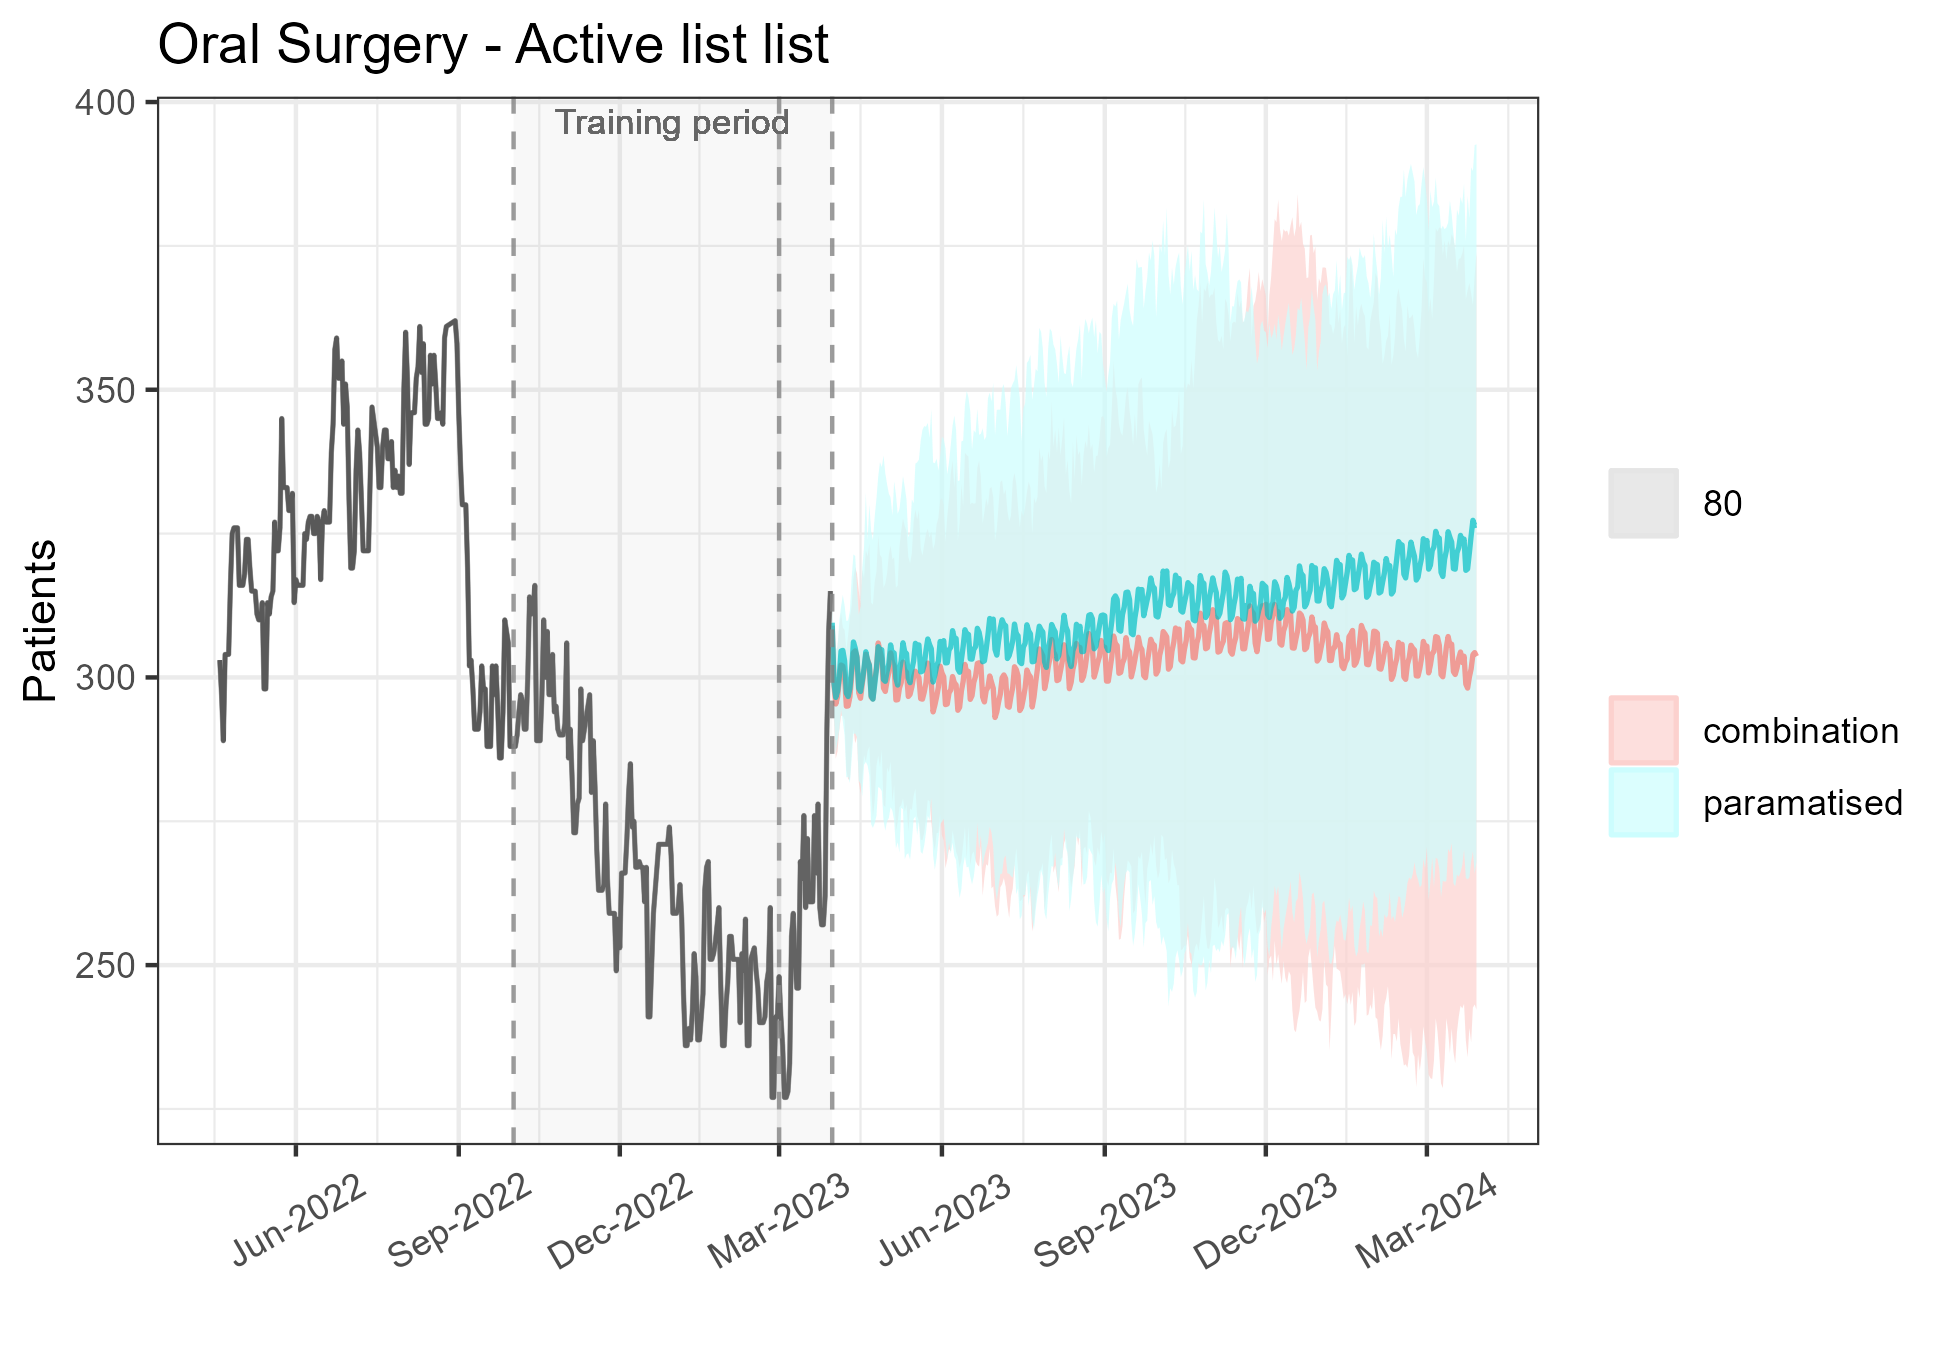 Oral Surgery - Active list list
Training period
400
350
300
250
Patients
Jun-2022
Sep-2022
Dec-2022
Mar-2023
Jun-2023
Sep-2023
Dec-2023
Mar-2024
80
combination
paramatised